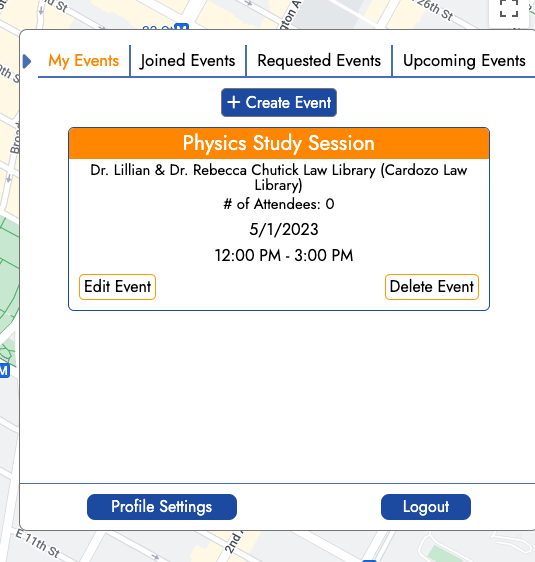 My Events
Joined Events
Requested Events
Upcoming Events
+ Create Event
Physics Study Session
Dr. Lillian & Dr. Rebecca Chutick Law Library (Cardozo Law
Library)
# of Attendees: 0
5/1/2023
12:00 PM - 3:00 PM
Edit Event
Delete Event
Profile Settings
Logout
E 11th St
2nd
M